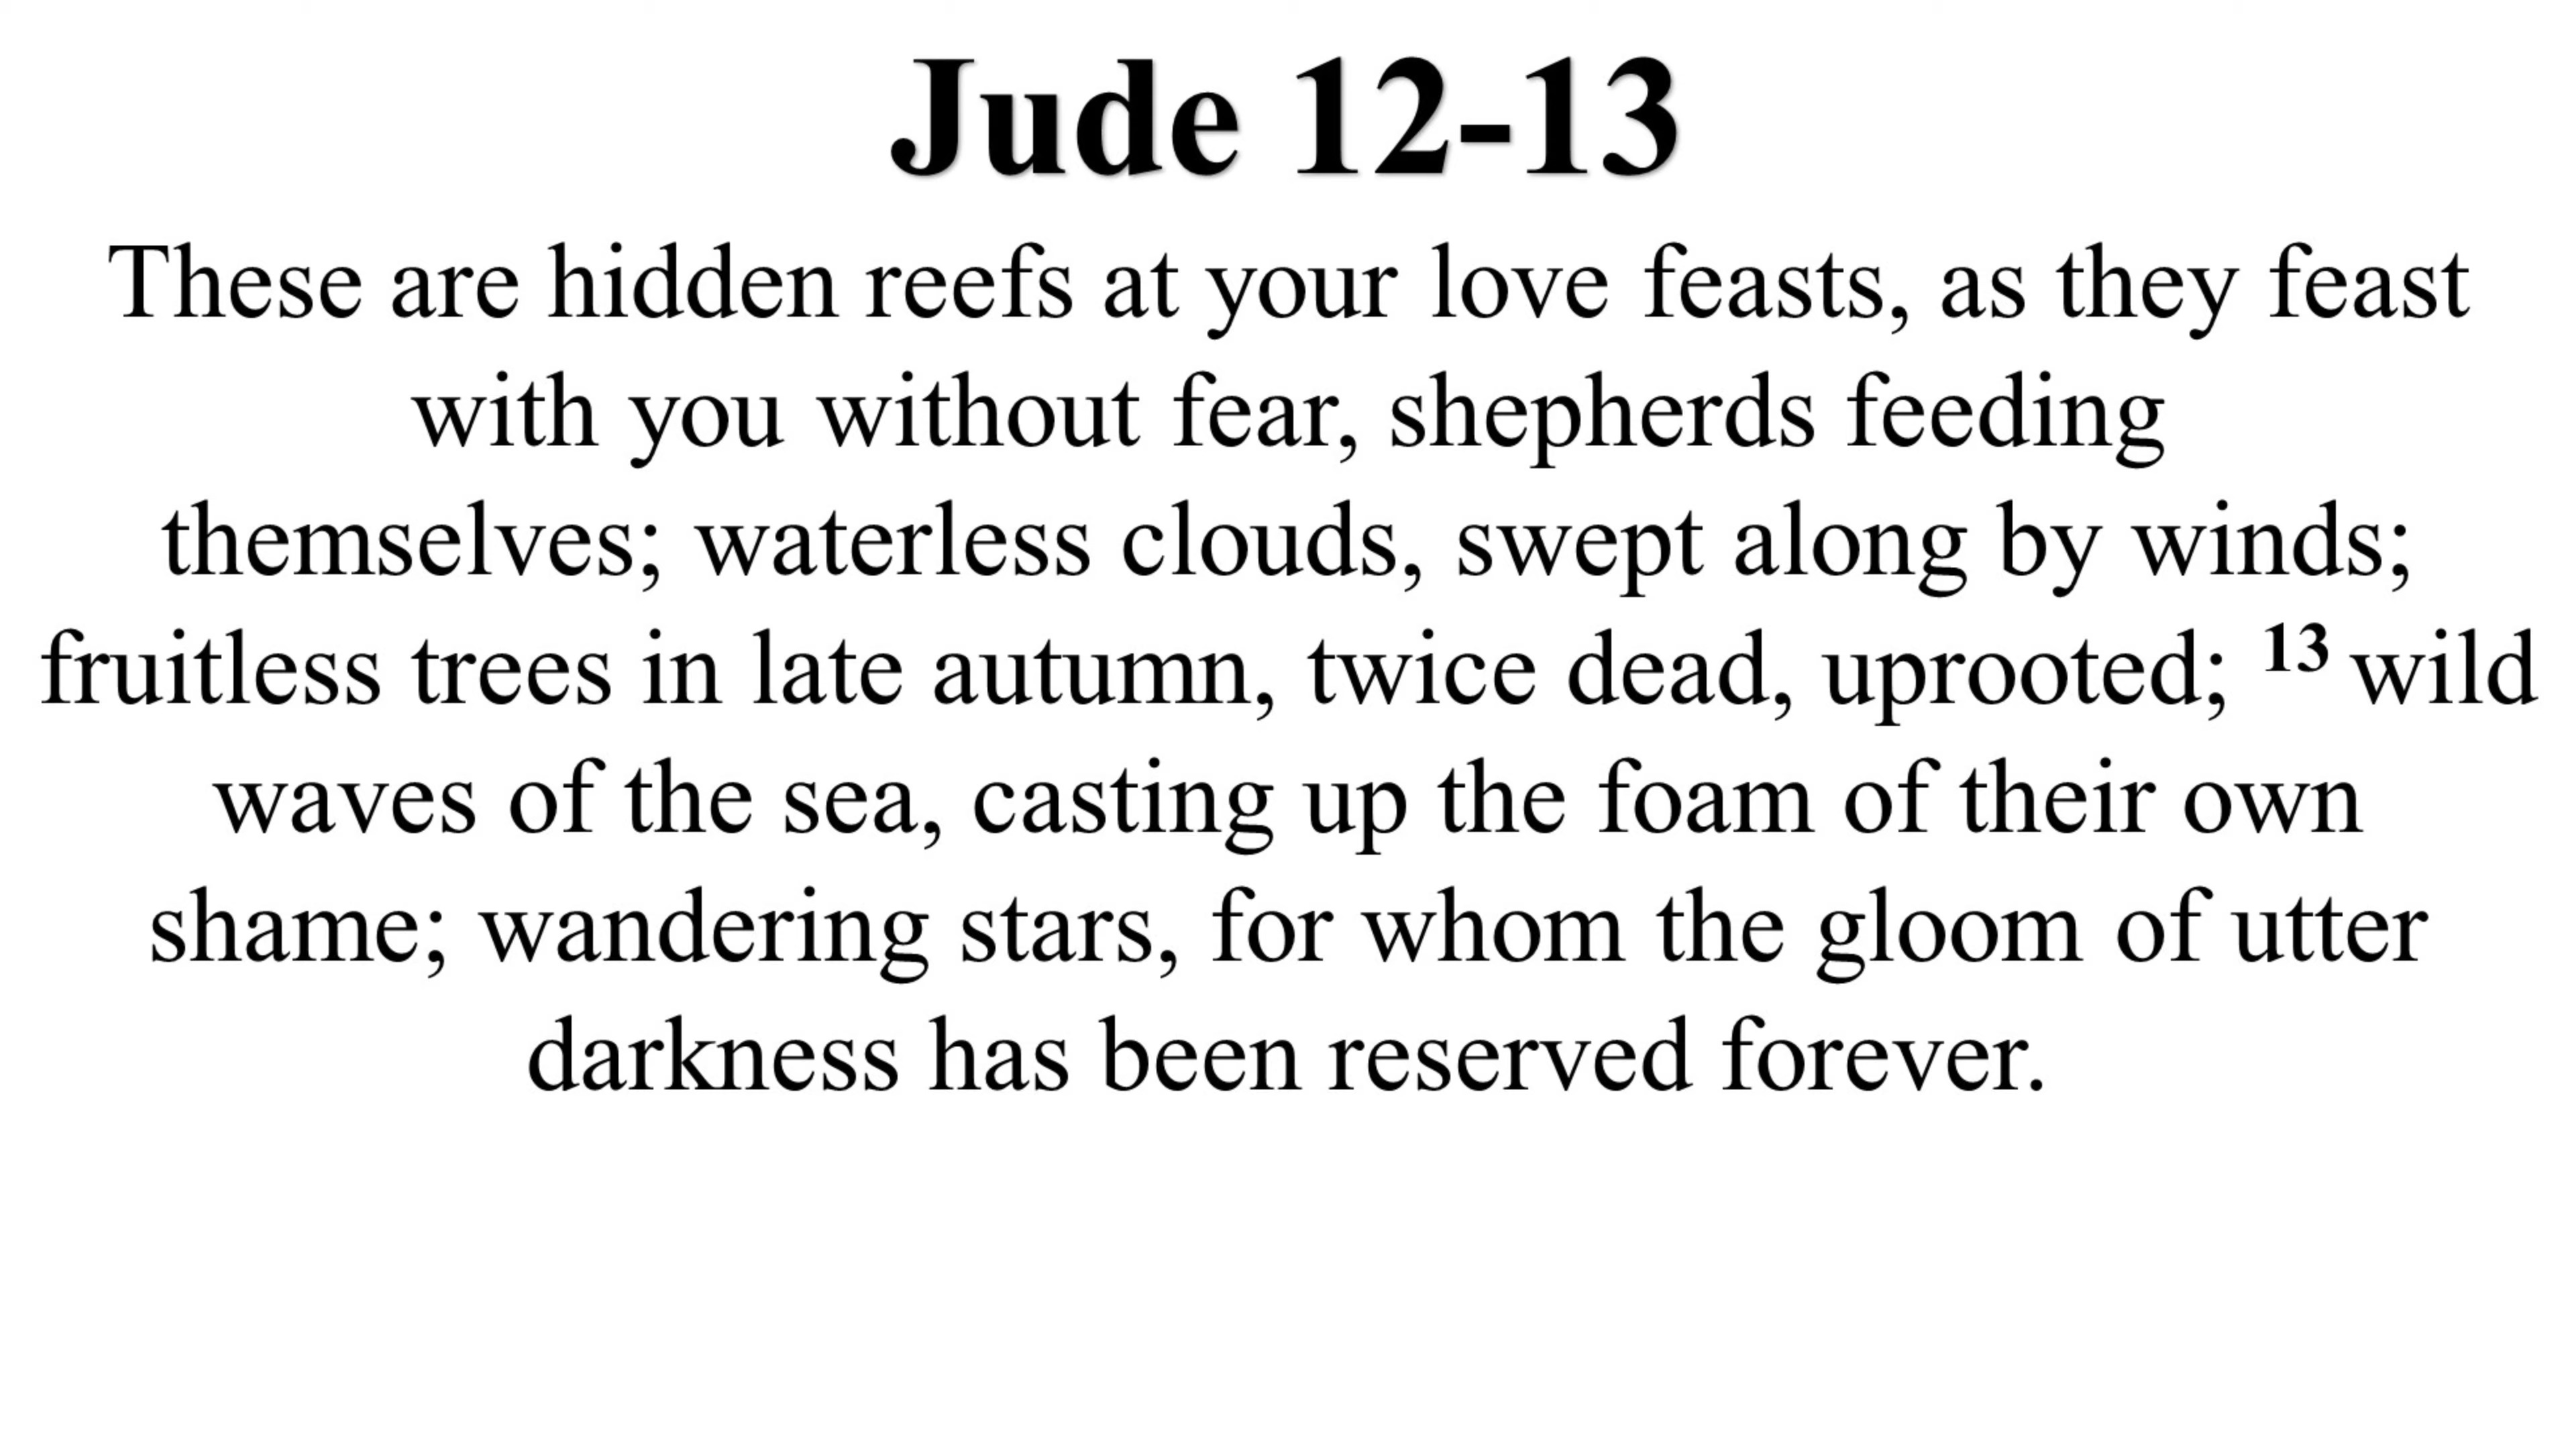 Jude 12-13
These are hidden reefs at your love feasts, as they feast
with you without fear, shepherds feeding
themselves; waterless clouds, swept along by winds;
fruitless trees in late autumn, twice dead, uprooted; 13 wild
waves of the sea, casting up the foam of their own
shame; wandering stars, for whom the gloom of utter
darkness has been reserved forever.